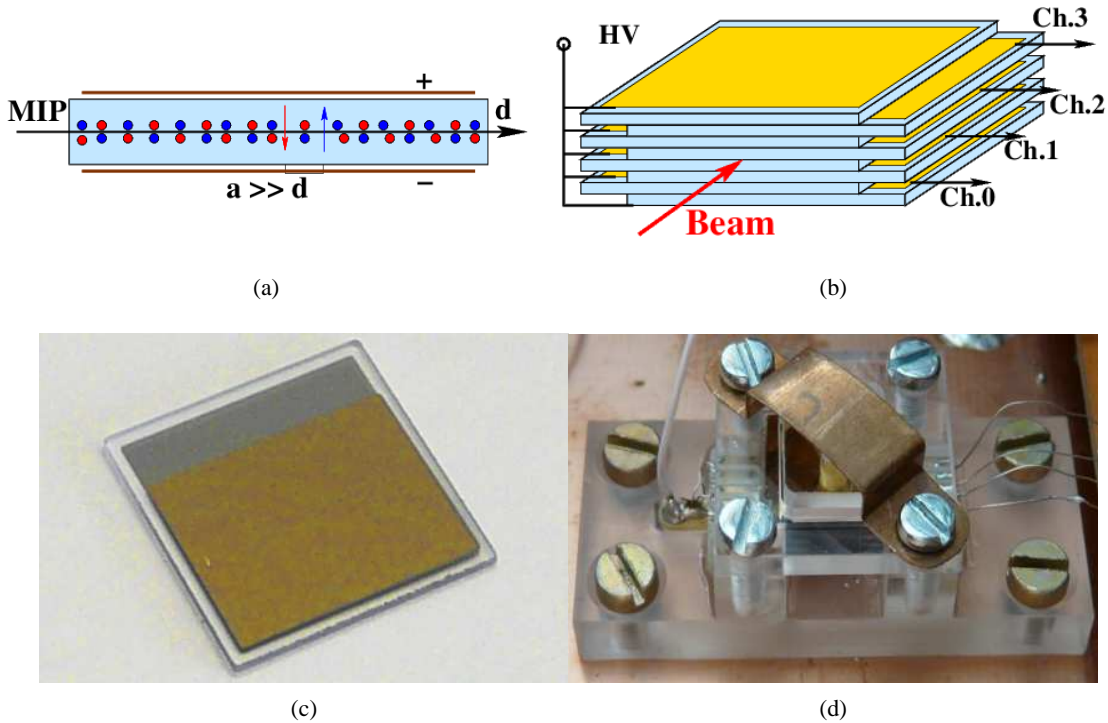 +
MIP
d
a >> d
−
(a)
HV
Ch.3
Ch.2
Ch.1
Ch.0
Beam
(b)
(c)
(d)